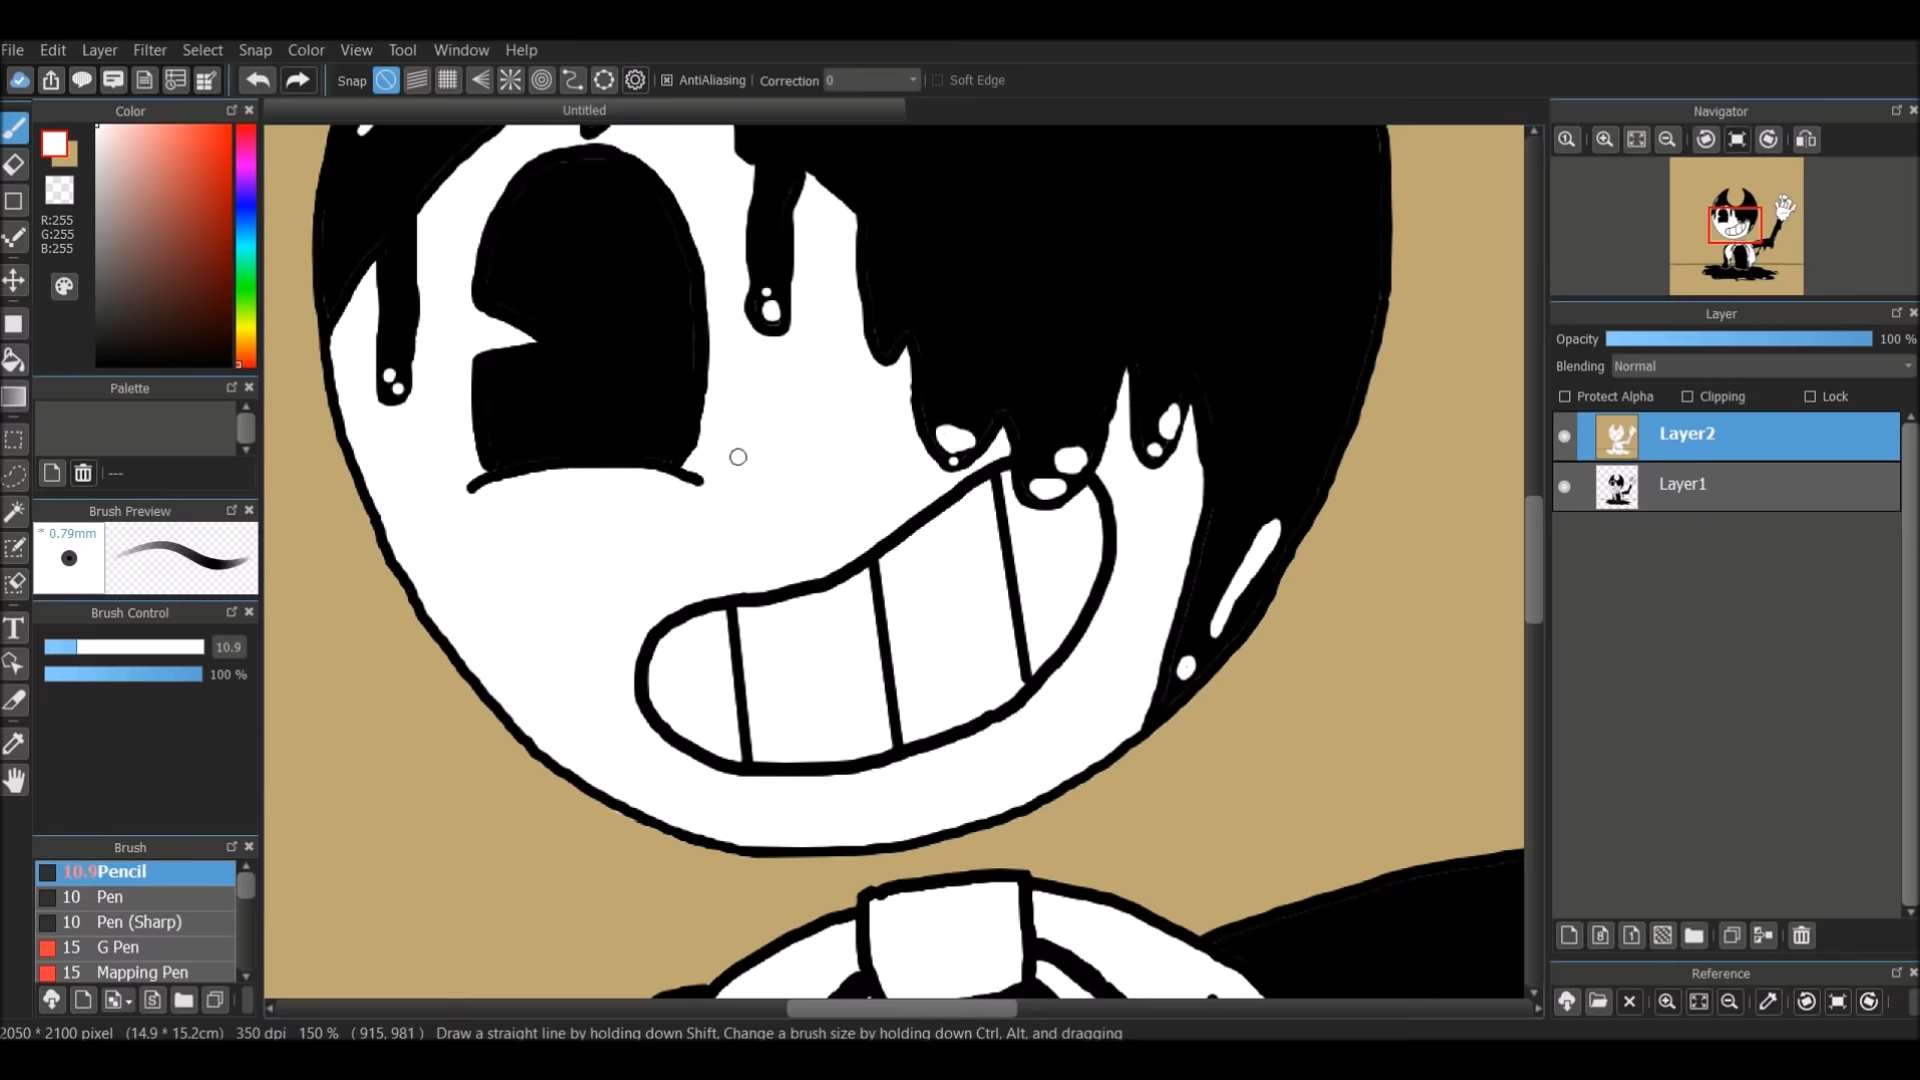 File Edit Layer Filter Select Snap Color View Tool Window Help
Snap AntiAliasing Correction 0 Soft Edge
Color
Untitled
Navigator
R:255
G:255
B:255
Layer
Opacity 100 %
Blending Normal
Protect Alpha Clipping Lock
Layer2
Layer1
Palette
---
Brush Preview
* 0.79mm
Brush Control
10.9
100 %
Brush
10.9 Pencil
10 Pen
10 Pen (Sharp)
15 G Pen
15 Mapping Pen
Reference
2050 * 2100 pixel (14.9 * 15.2cm) 350 dpi 150 % ( 915, 981 ) Draw a straight line by holding down Shift, Change a brush size by holding down Ctrl, Alt, and dragging